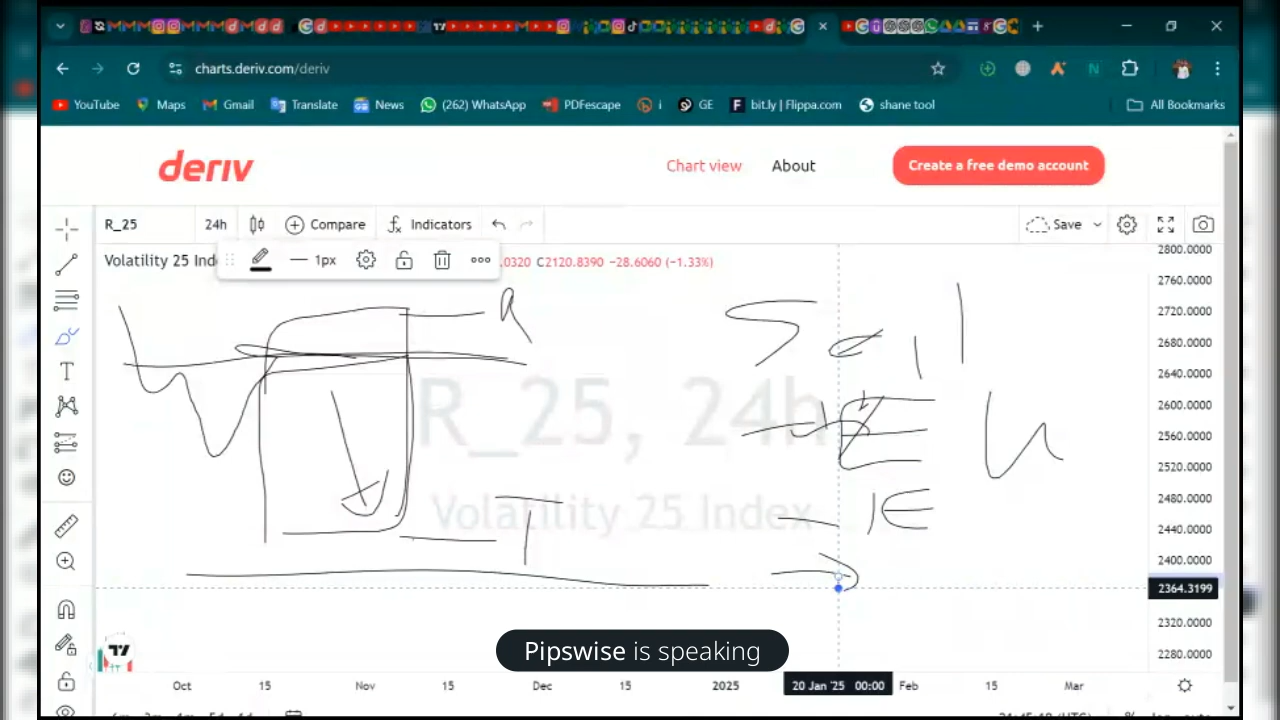 charts.deriv.com/deriv
YouTube Maps Gmail Translate News (262) WhatsApp PDFescape i GE bit.ly | Flippa.com shane tool All Bookmarks
deriv Chart view About Create a free demo account
R_25 24h Compare Indicators Save
Volatility 25 Ind .0320 C2120.8390 −28.6060 (−1.33%)
1px
R_25, 24h
Volatility 25 Index
Sell
2800.0000
2760.0000
2720.0000
2680.0000
2640.0000
2600.0000
2560.0000
2520.0000
2480.0000
2440.0000
2400.0000
2364.3199
2320.0000
2280.0000
Pipswise is speaking
Oct 15 Nov 15 Dec 15 2025 20 Jan '25 00:00 Feb 15 Mar